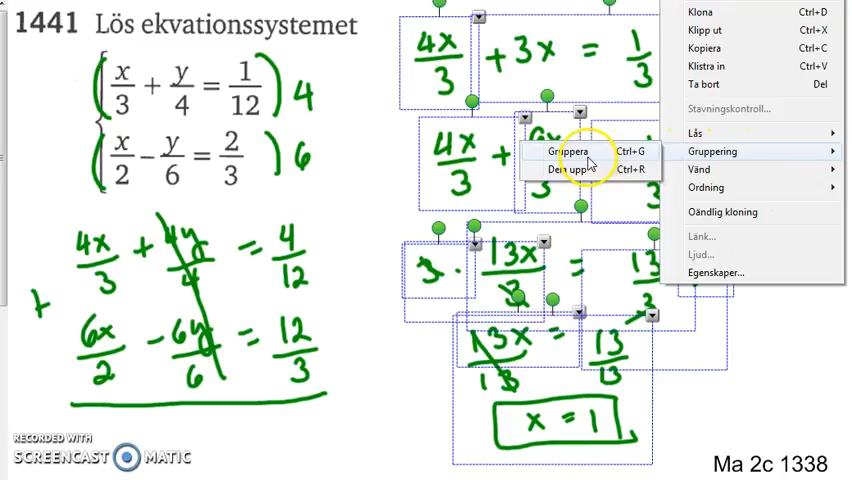 1441 Lös ekvationssystemet
( x/3 + y/4 = 1/12 ) 4
( x/2 - y/6 = 2/3 ) 6
4x/3 + 4y/4 = 4/12
+ 6x/2 - 6y/6 = 12/3
RECORDED WITH
SCREENCAST MATIC
4x/3 + 3x = 1/3
4x/3 +
3 · 13x/3 = 13/3
13x/13 = 13/13
x = 1
Gruppera Ctrl+G
Dela upp Ctrl+R
Klona Ctrl+D
Klipp ut Ctrl+X
Kopiera Ctrl+C
Klistra in Ctrl+V
Ta bort Del
Stavningskontroll...
Lås
Gruppering
Vänd
Ordning
Oändlig kloning
Länk...
Ljud...
Egenskaper...
Ma 2c 1338